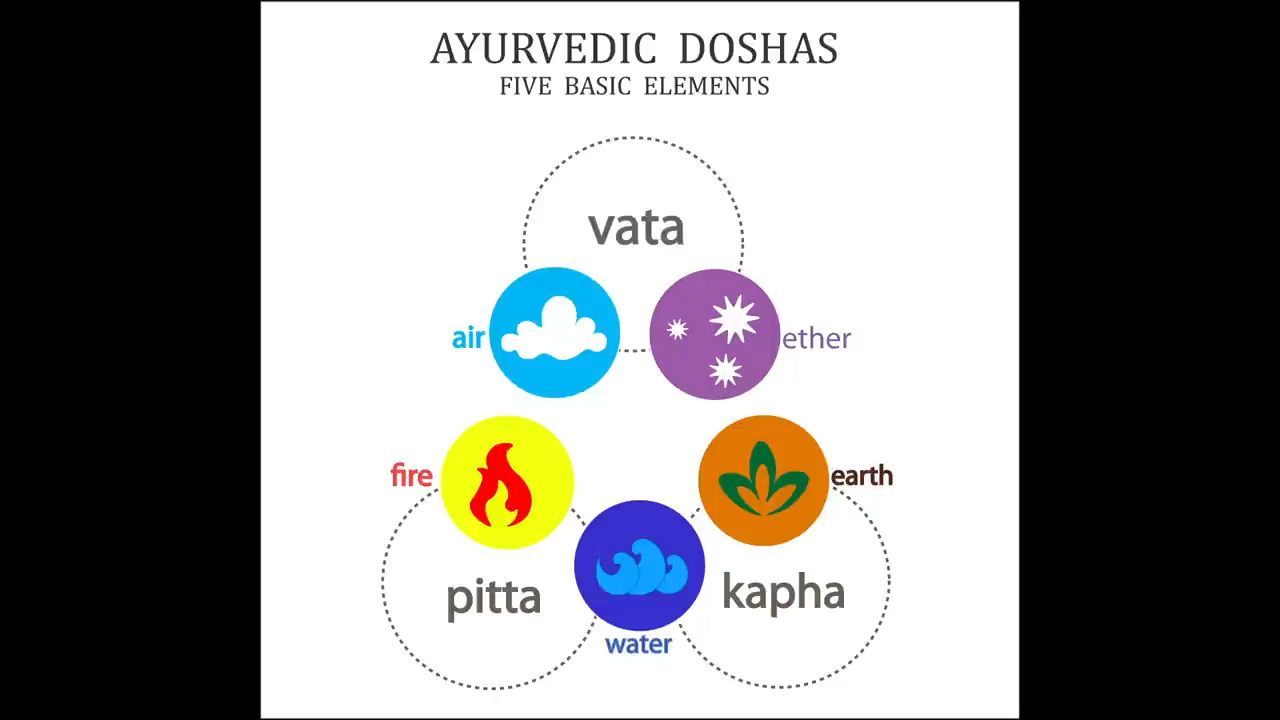 AYURVEDIC DOSHAS
FIVE BASIC ELEMENTS
vata
air
ether
fire
earth
pitta
kapha
water